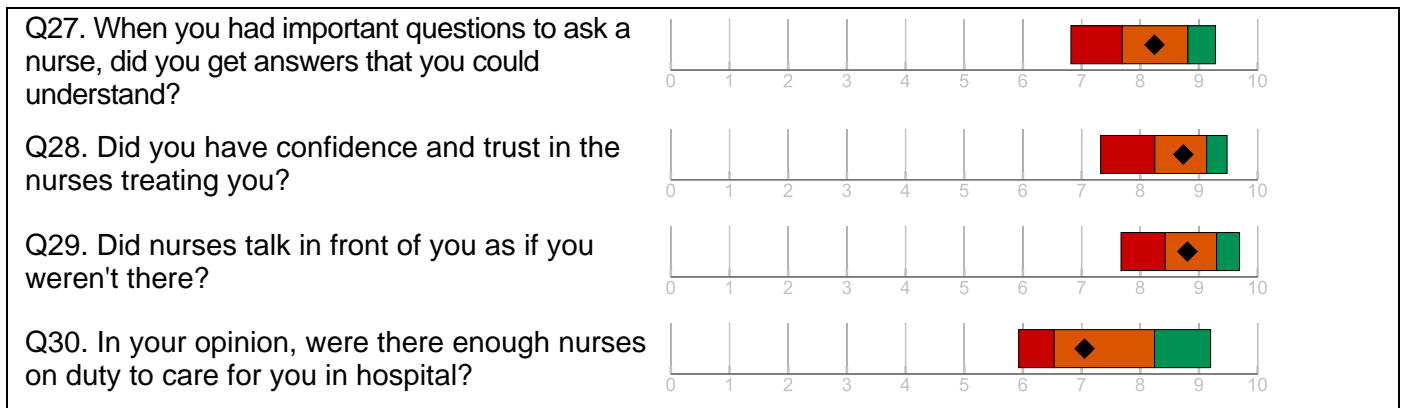 Q27. When you had important questions to ask a
nurse, did you get answers that you could
understand?
0 1 2 3 4 5 6 7 8 9 10
Q28. Did you have confidence and trust in the
nurses treating you?
0 1 2 3 4 5 6 7 8 9 10
Q29. Did nurses talk in front of you as if you
weren't there?
0 1 2 3 4 5 6 7 8 9 10
Q30. In your opinion, were there enough nurses
on duty to care for you in hospital?
0 1 2 3 4 5 6 7 8 9 10